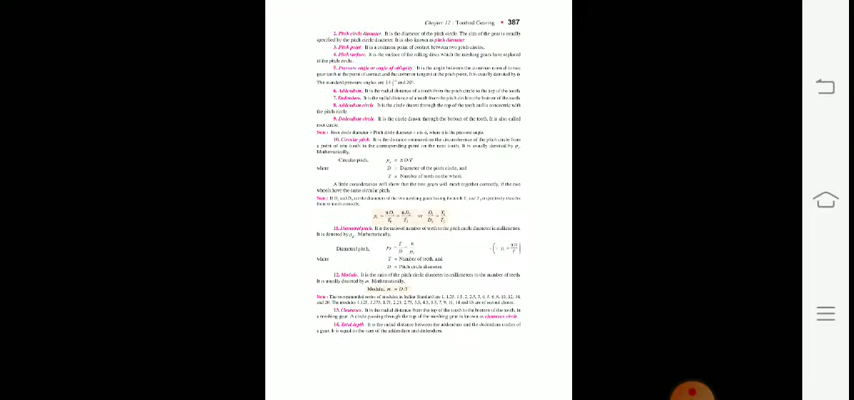 Chapter 12 : Toothed Gearing • 387
2. Pitch circle diameter. It is the diameter of the pitch circle. The size of the gear is usually
specified by the pitch circle diameter. It is also known as pitch diameter.
3. Pitch point. It is a common point of contact between two pitch circles.
4. Pitch surface. It is the surface of the rolling discs which the meshing gears have replaced
at the pitch circle.
5. Pressure angle or angle of obliquity. It is the angle between the common normal to two
gear teeth at the point of contact and the common tangent at the pitch point. It is usually denoted by φ.
The standard pressure angles are 14 ½° and 20°.
6. Addendum. It is the radial distance of a tooth from the pitch circle to the top of the tooth.
7. Dedendum. It is the radial distance of a tooth from the pitch circle to the bottom of the tooth.
8. Addendum circle. It is the circle drawn through the top of the teeth and is concentric with
the pitch circle.
9. Dedendum circle. It is the circle drawn through the bottom of the teeth. It is also called
root circle.
Note : Root circle diameter = Pitch circle diameter × cos φ, where φ is the pressure angle.
10. Circular pitch. It is the distance measured on the circumference of the pitch circle from
a point of one tooth to the corresponding point on the next tooth. It is usually denoted by pc.
Mathematically,
Circular pitch, pc = π D/T
where D = Diameter of the pitch circle, and
T = Number of teeth on the wheel.
A little consideration will show that the two gears will mesh together correctly, if the two
wheels have the same circular pitch.
Note : If D1 and D2 are the diameters of the two meshing gears having the teeth T1 and T2 respectively, then for
them to mesh correctly,
pc = π D1/T1 = π D2/T2 or D1/D2 = T1/T2
11. Diametral pitch. It is the ratio of number of teeth to the pitch circle diameter in millimetres.
It is denoted by pd. Mathematically,
Diametral pitch, pd = T/D = π/pc (∵ pc = πD/T)
where T = Number of teeth, and
D = Pitch circle diameter.
12. Module. It is the ratio of the pitch circle diameter in millimeters to the number of teeth.
It is usually denoted by m. Mathematically,
Module, m = D/T
Note : The recommended series of modules in Indian Standard are 1, 1.25, 1.5, 2, 2.5, 3, 4, 5, 6, 8, 10, 12, 16,
and 20. The modules 1.125, 1.375, 1.75, 2.25, 2.75, 3.5, 4.5, 5.5, 7, 9, 11, 14 and 18 are of second choice.
13. Clearance. It is the radial distance from the top of the tooth to the bottom of the tooth, in
a meshing gear. A circle passing through the top of the meshing gear is known as clearance circle.
14. Total depth. It is the radial distance between the addendum and the dedendum circles of
a gear. It is equal to the sum of the addendum and dedendum.